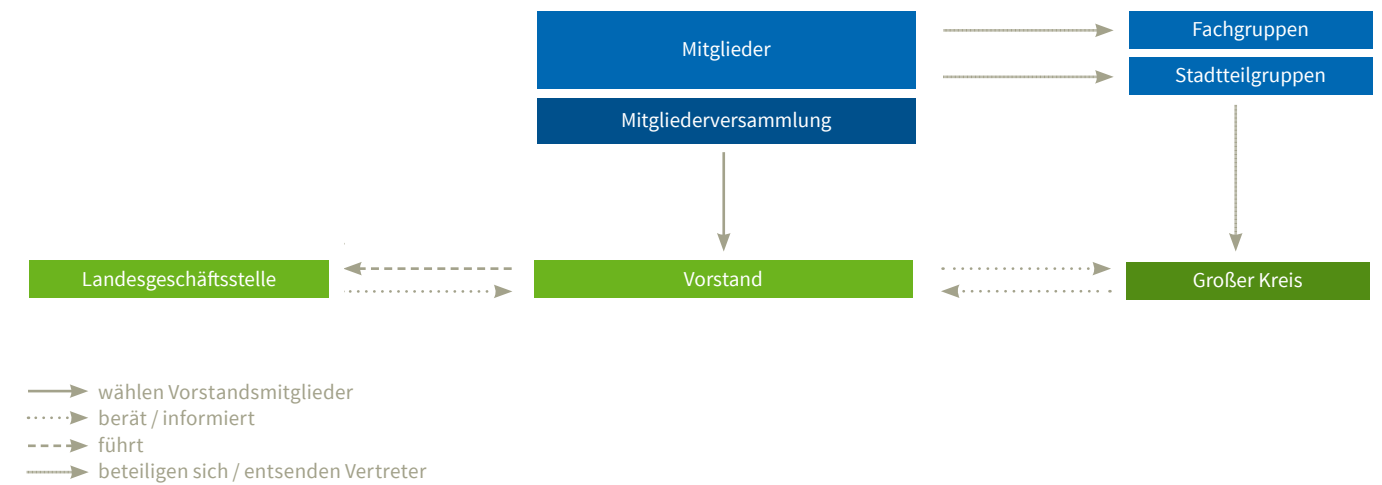 Mitglieder
Fachgruppen
Stadtteilgruppen
Mitgliederversammlung
Landesgeschäftsstelle
Vorstand
Großer Kreis
wählen Vorstandsmitglieder
berät / informiert
führt
beteiligen sich / entsenden Vertreter